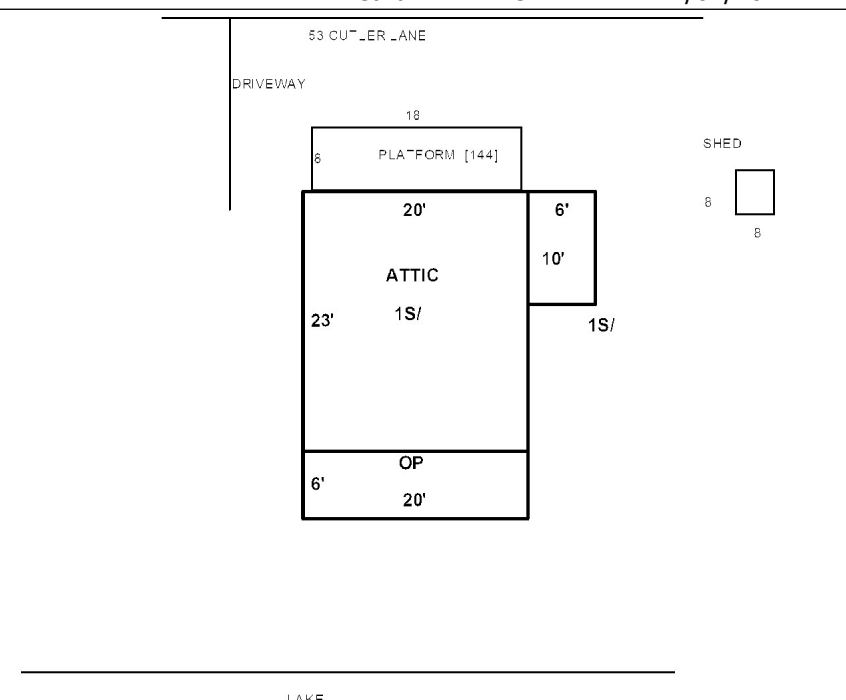 53 CUTLER LANE
DRIVEWAY
18
8
PLATFORM [144]
SHED
8
8
20'
6'
10'
ATTIC
1S/
23'
1S/
OP
6'
20'
LAKE